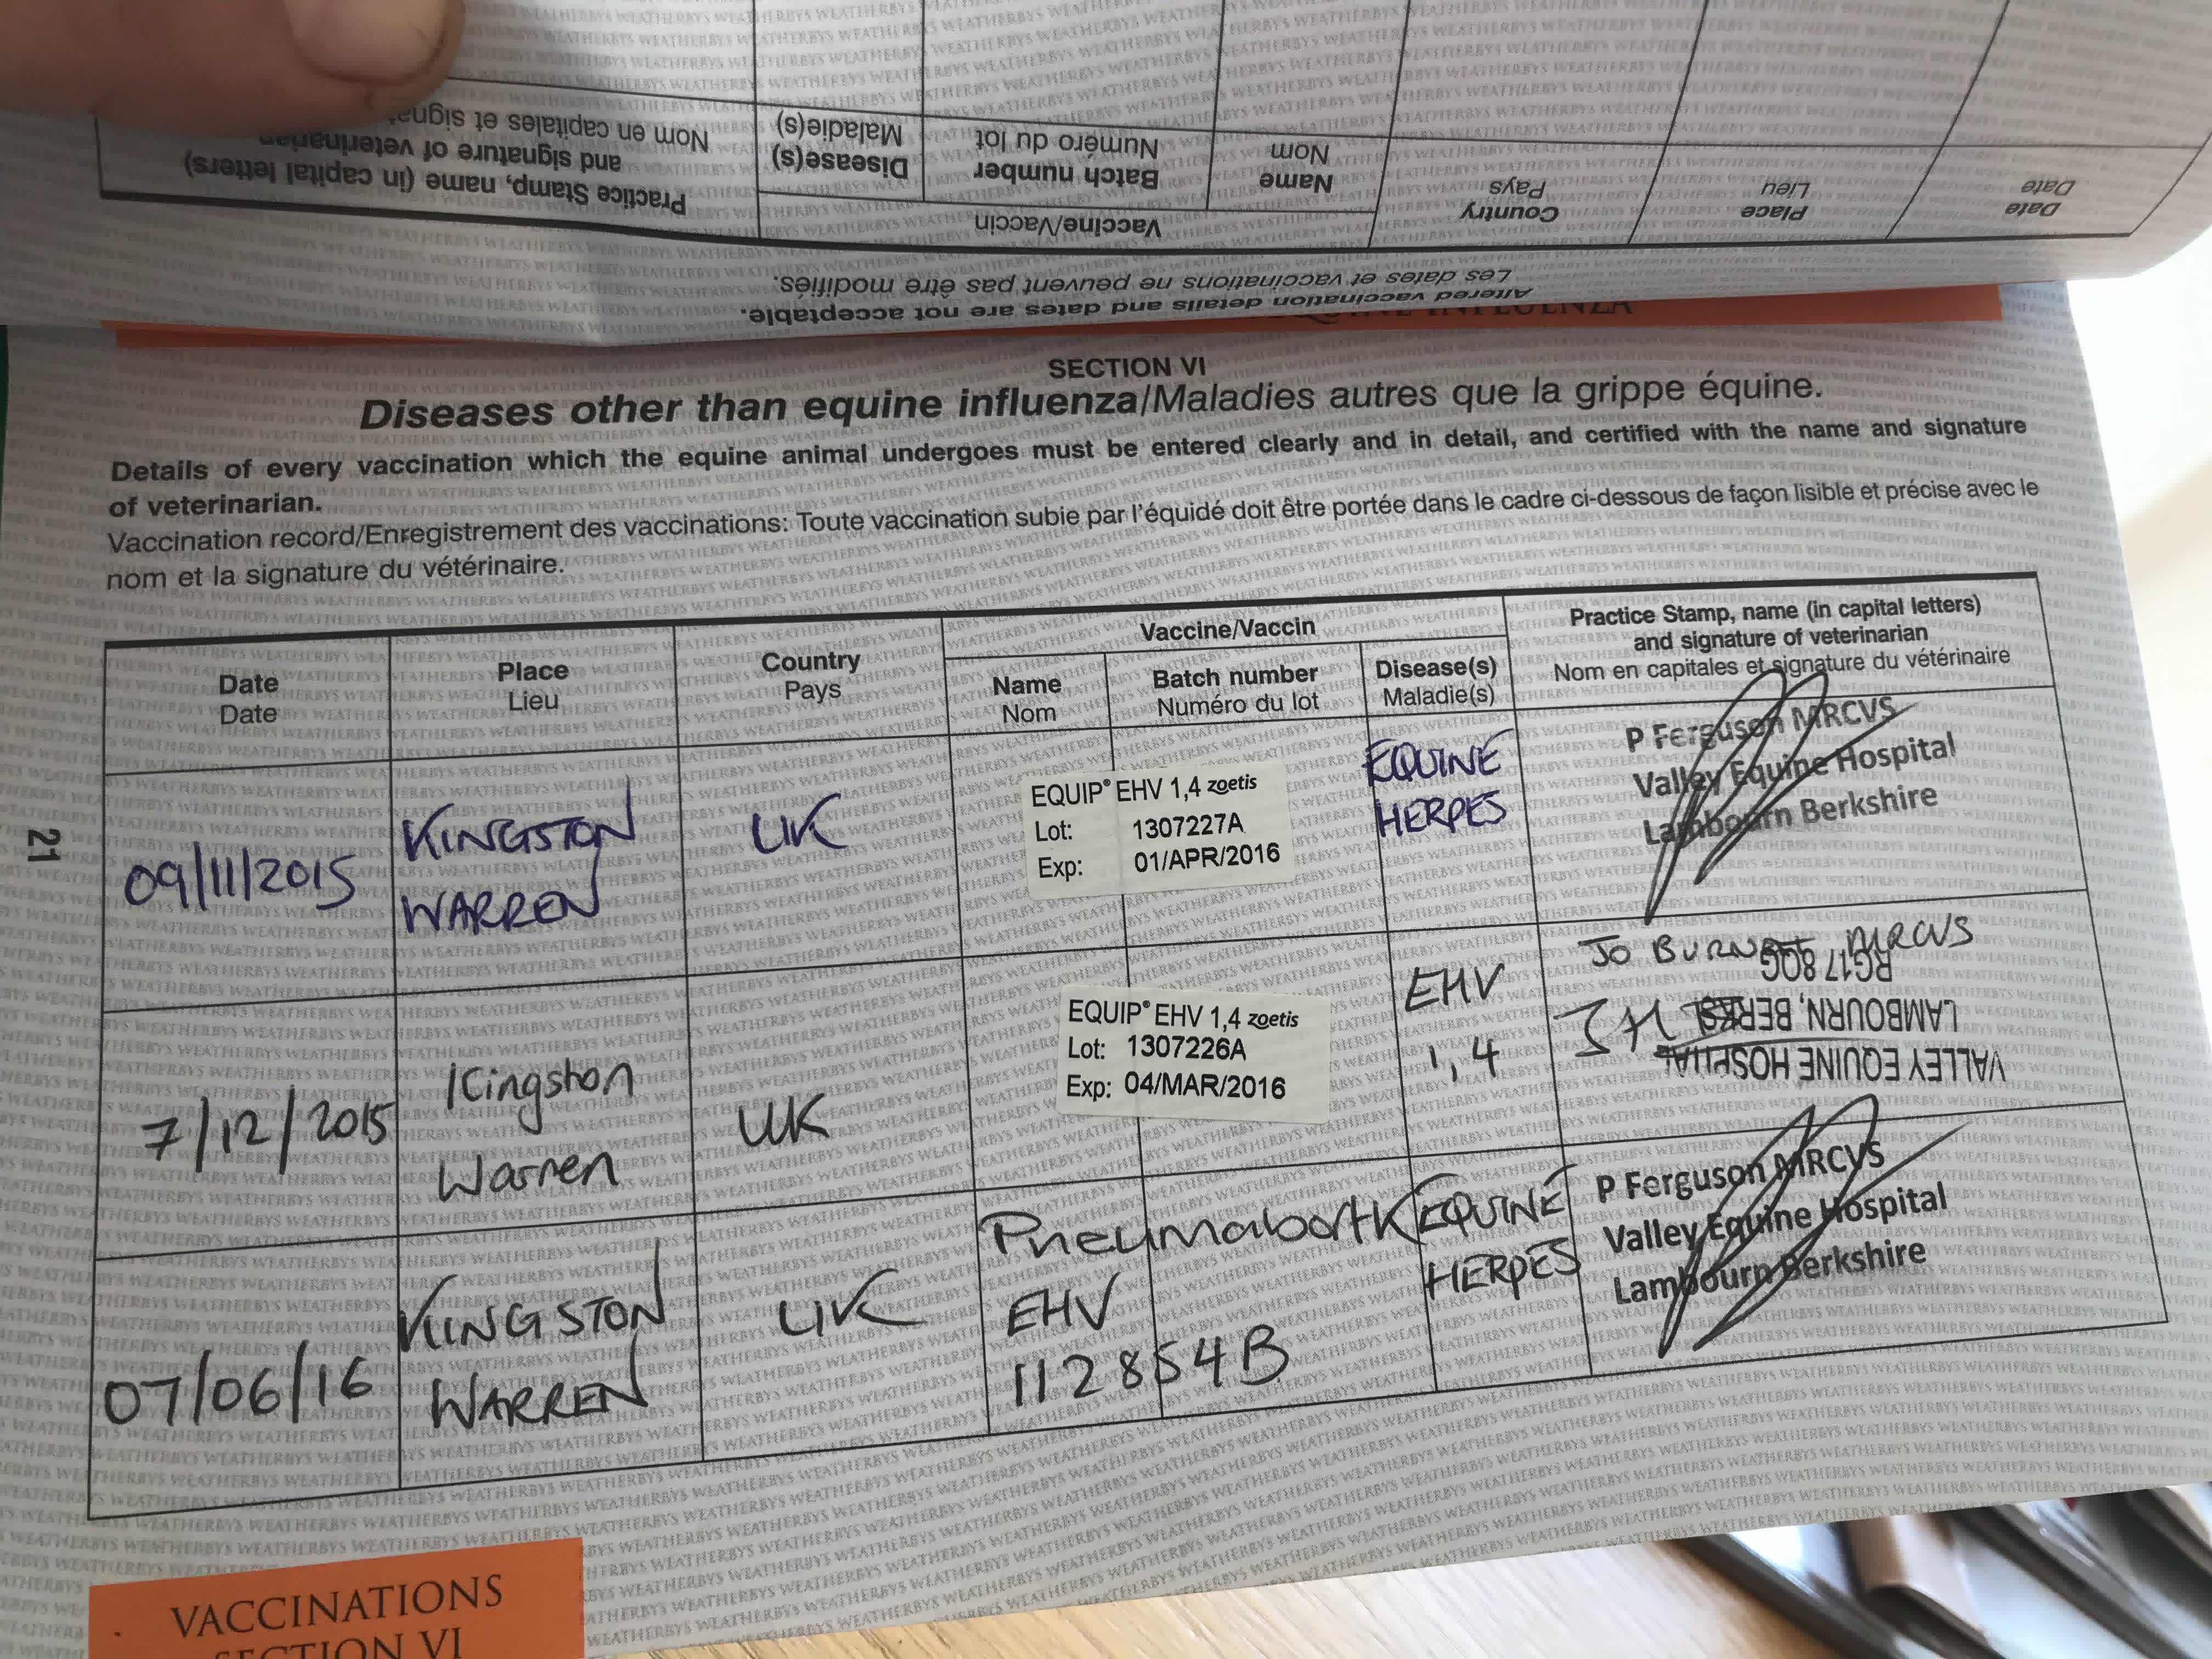 Practice Stamp, name (in capital letters)
and signature of veterinarian
Nom en capitales et
Vaccine/Vaccin
Disease(s)
Maladie(s)
Batch number
Numéro du lot
Name
Nom
Country
Pays
Place
Lieu
Date
Date
Altered vaccination details and dates are not acceptable.
Les dates et vaccinations ne peuvent pas être modifiés.
EQUINE INFLUENZA
SECTION VI
Diseases other than equine influenza/Maladies autres que la grippe équine.
Details of every vaccination which the equine animal undergoes must be entered clearly and in detail, and certified with the name and signature
of veterinarian.
Vaccination record/Enregistrement des vaccinations: Toute vaccination subie par l'équidé doit être portée dans le cadre ci-dessous de façon lisible et précise avec le
nom et la signature du vétérinaire.
Date
Date
Place
Lieu
Country
Pays
Vaccine/Vaccin
Name
Nom
Batch number
Numéro du lot
Disease(s)
Maladie(s)
Practice Stamp, name (in capital letters)
and signature of veterinarian
Nom en capitales et signature du vétérinaire
09/11/2015
KINGSTON
WARREN
UK
EQUIP® EHV 1,4 zoetis
Lot: 1307227A
Exp: 01/APR/2016
EQUINE
HERPES
P Ferguson MRCVS
Valley Equine Hospital
Lambourn Berkshire
7/12/2015
Kingston
Warren
UK
EQUIP® EHV 1,4 zoetis
Lot: 1307226A
Exp: 04/MAR/2016
EHV
1,4
JO MRCVS
VALLEY EQUINE HOSPITAL
LAMBOURN, BERKS.
RG17 8QG
07/06/16
KINGSTON
WARREN
UK
Pneumabort K
EHV
112854B
EQUINE
HERPES
P Ferguson MRCVS
Valley Equine Hospital
Lambourn Berkshire
21
VACCINATIONS
SECTION VI
WEATHERBYS